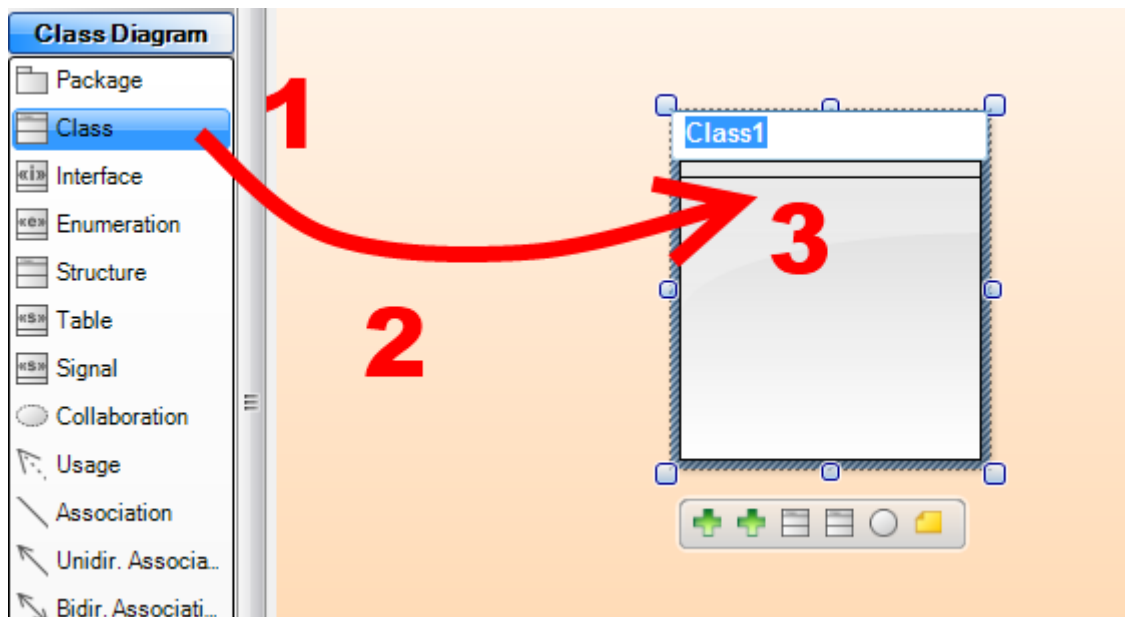 Class Diagram
Package
Class
«i» Interface
«e» Enumeration
Structure
«s» Table
«s» Signal
Collaboration
Usage
Association
Unidir. Associa...
Bidir. Associati...
1
2
3
Class1